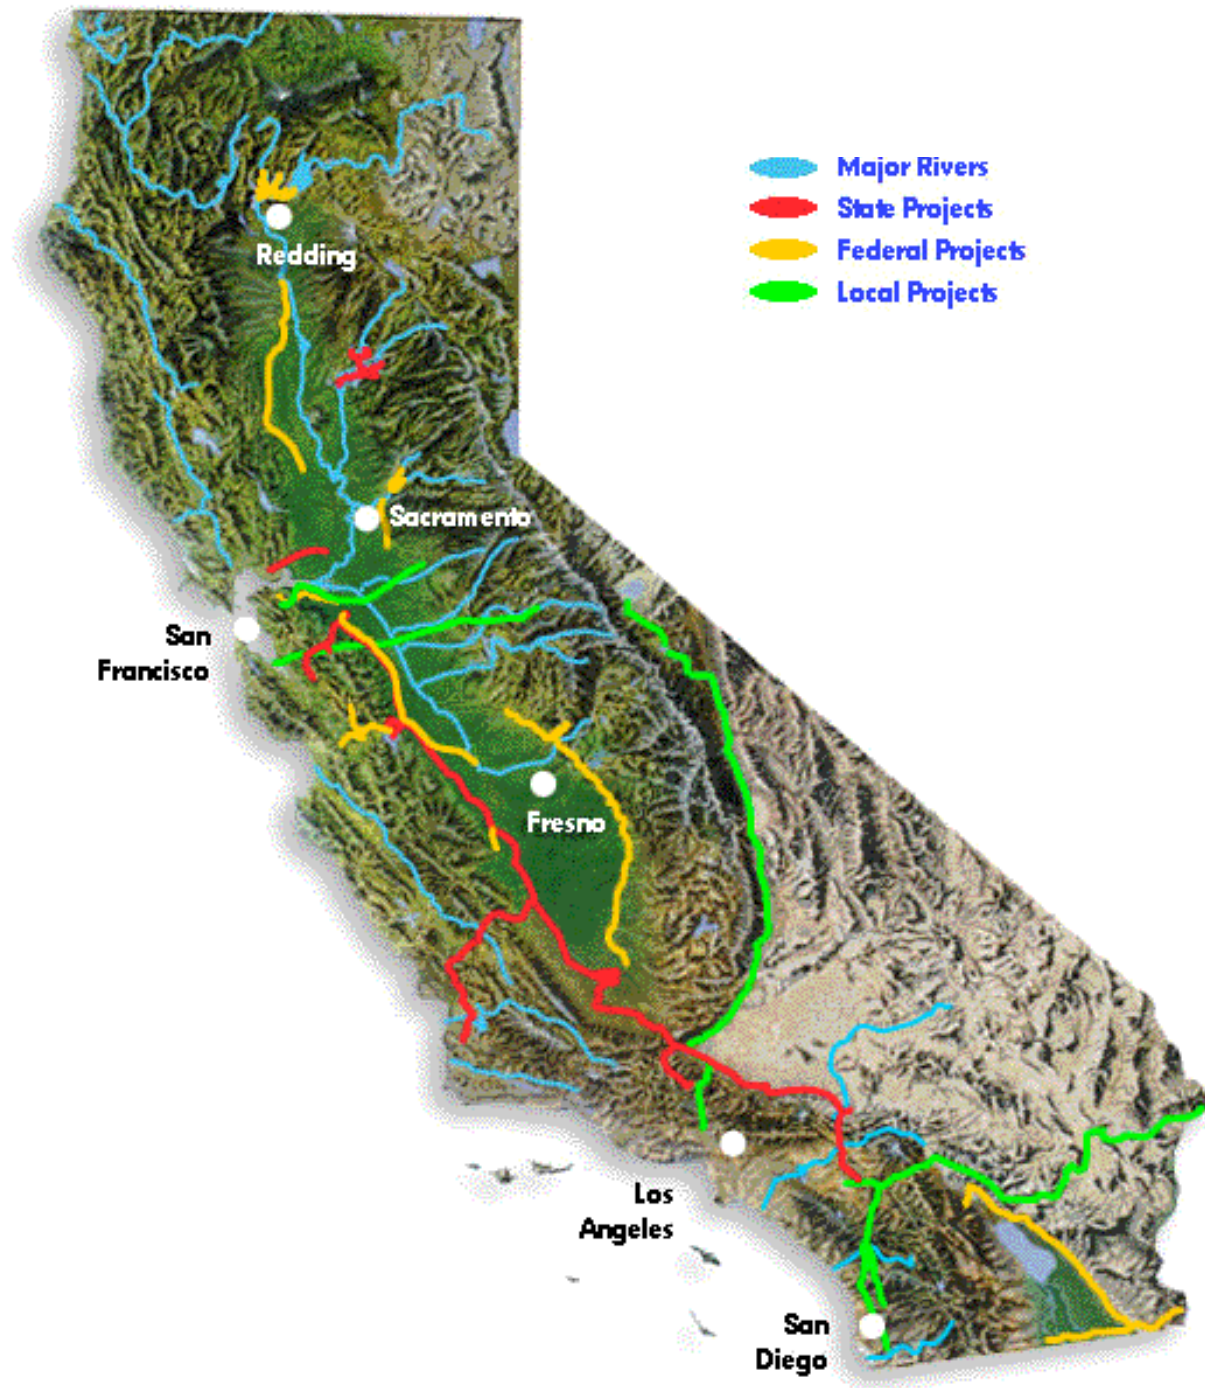 Major Rivers
State Projects
Federal Projects
Local Projects
Redding
Sacramento
San
Francisco
Fresno
Los
Angeles
San
Diego